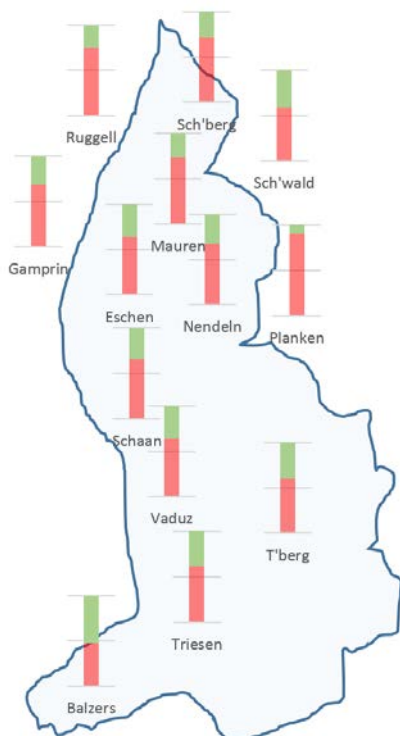 Ruggell
Sch'berg
Sch'wald
Mauren
Gamprin
Eschen
Nendeln
Planken
Schaan
Vaduz
T'berg
Triesen
Balzers